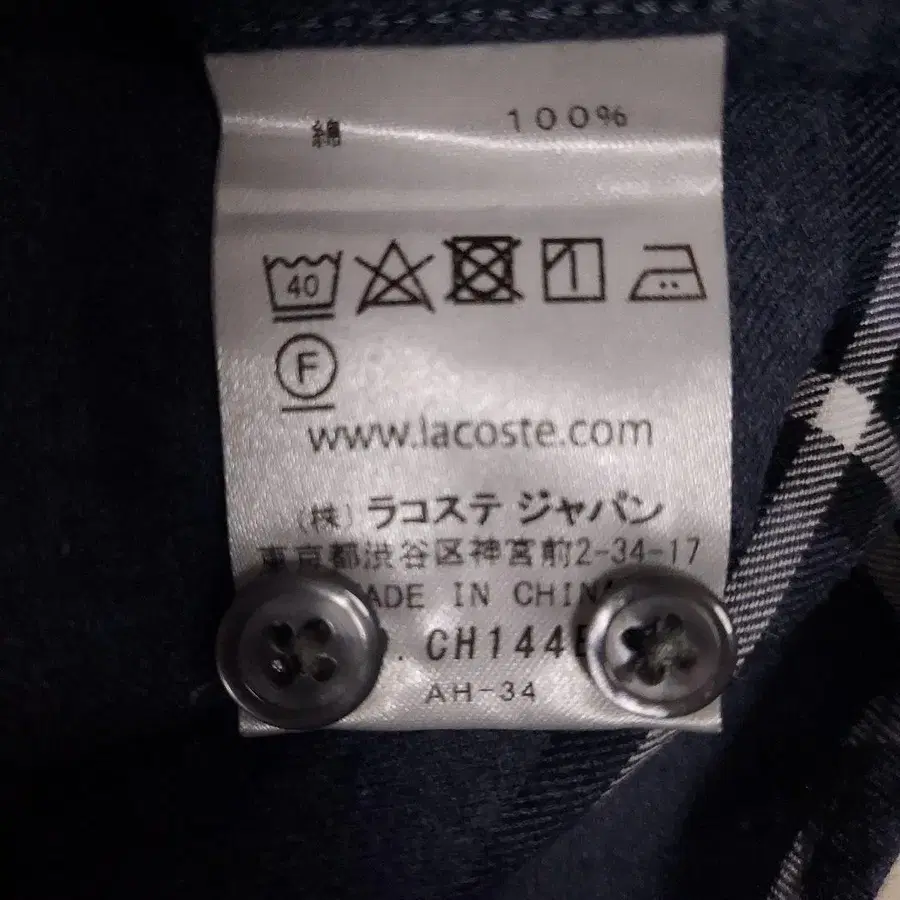 綿 100%
40
F
www.lacoste.com
(株) ラコステ ジャパン
東京都渋谷区神宮前2-34-17
MADE IN CHINA
CH144
AH-34